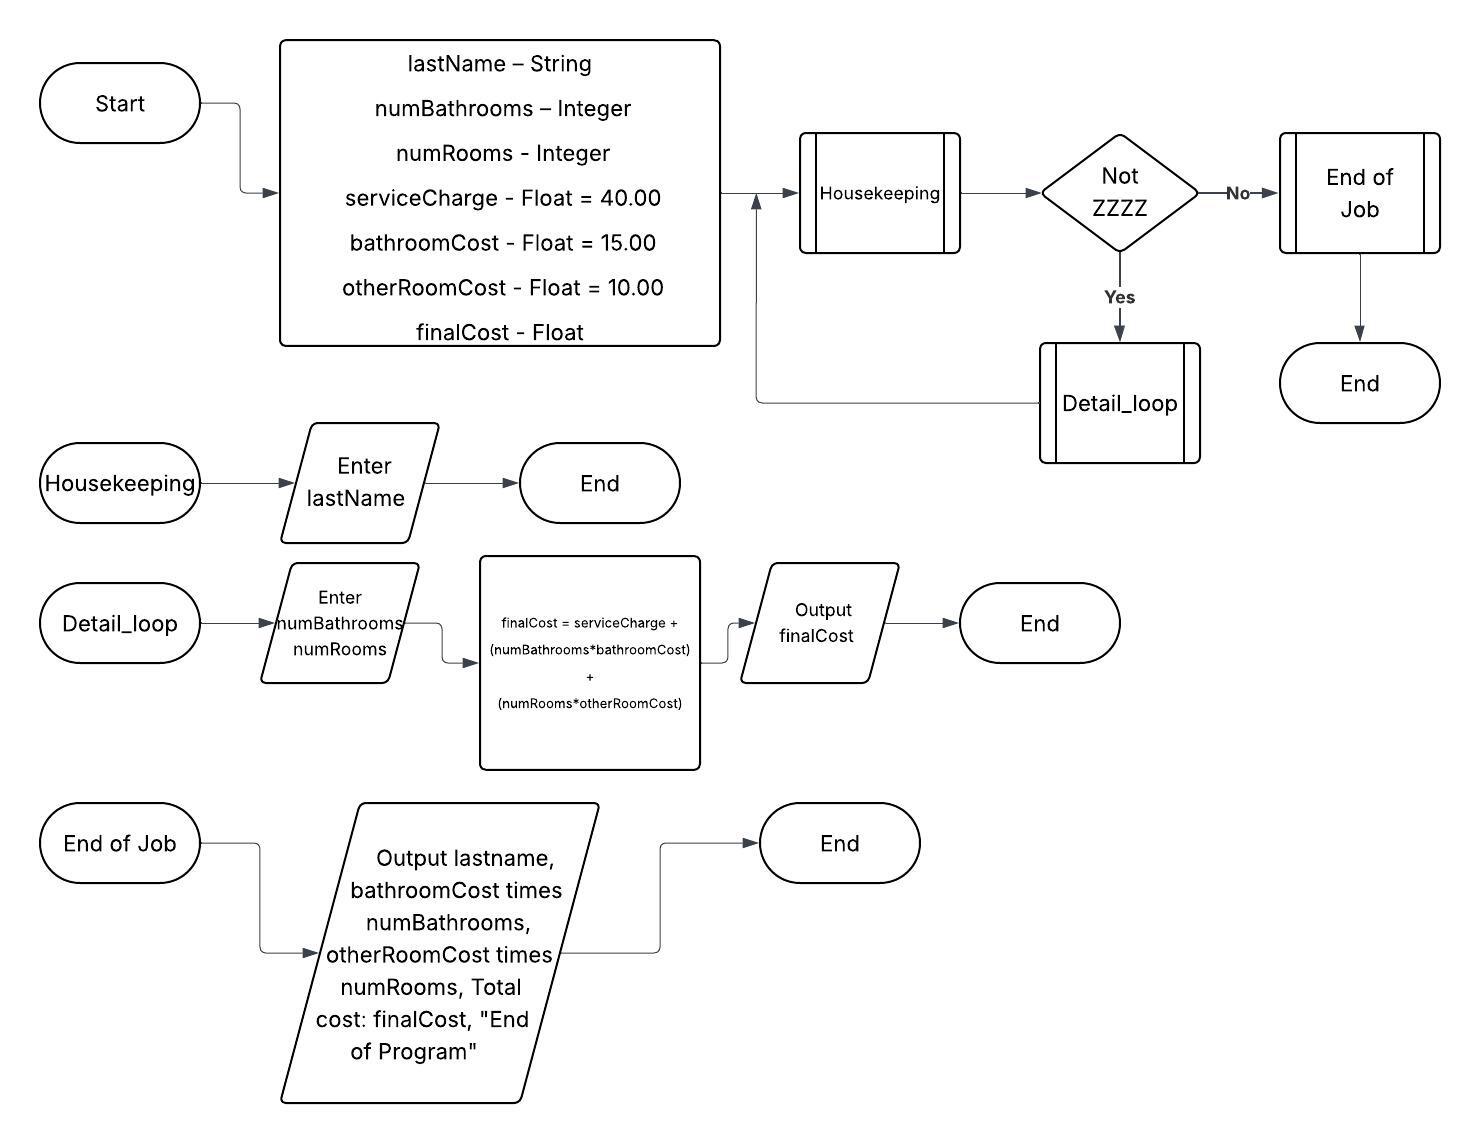 Start
lastName – String
numBathrooms – Integer
numRooms - Integer
serviceCharge - Float = 40.00
bathroomCost - Float = 15.00
otherRoomCost - Float = 10.00
finalCost - Float
Housekeeping
Not
ZZZZ
No
End of
Job
Yes
Detail_loop
End
Housekeeping
Enter
lastName
End
Detail_loop
Enter
numBathrooms
numRooms
finalCost = serviceCharge +
(numBathrooms*bathroomCost)
+
(numRooms*otherRoomCost)
Output
finalCost
End
End of Job
Output lastname,
bathroomCost times
numBathrooms,
otherRoomCost times
numRooms, Total
cost: finalCost, "End
of Program"
End